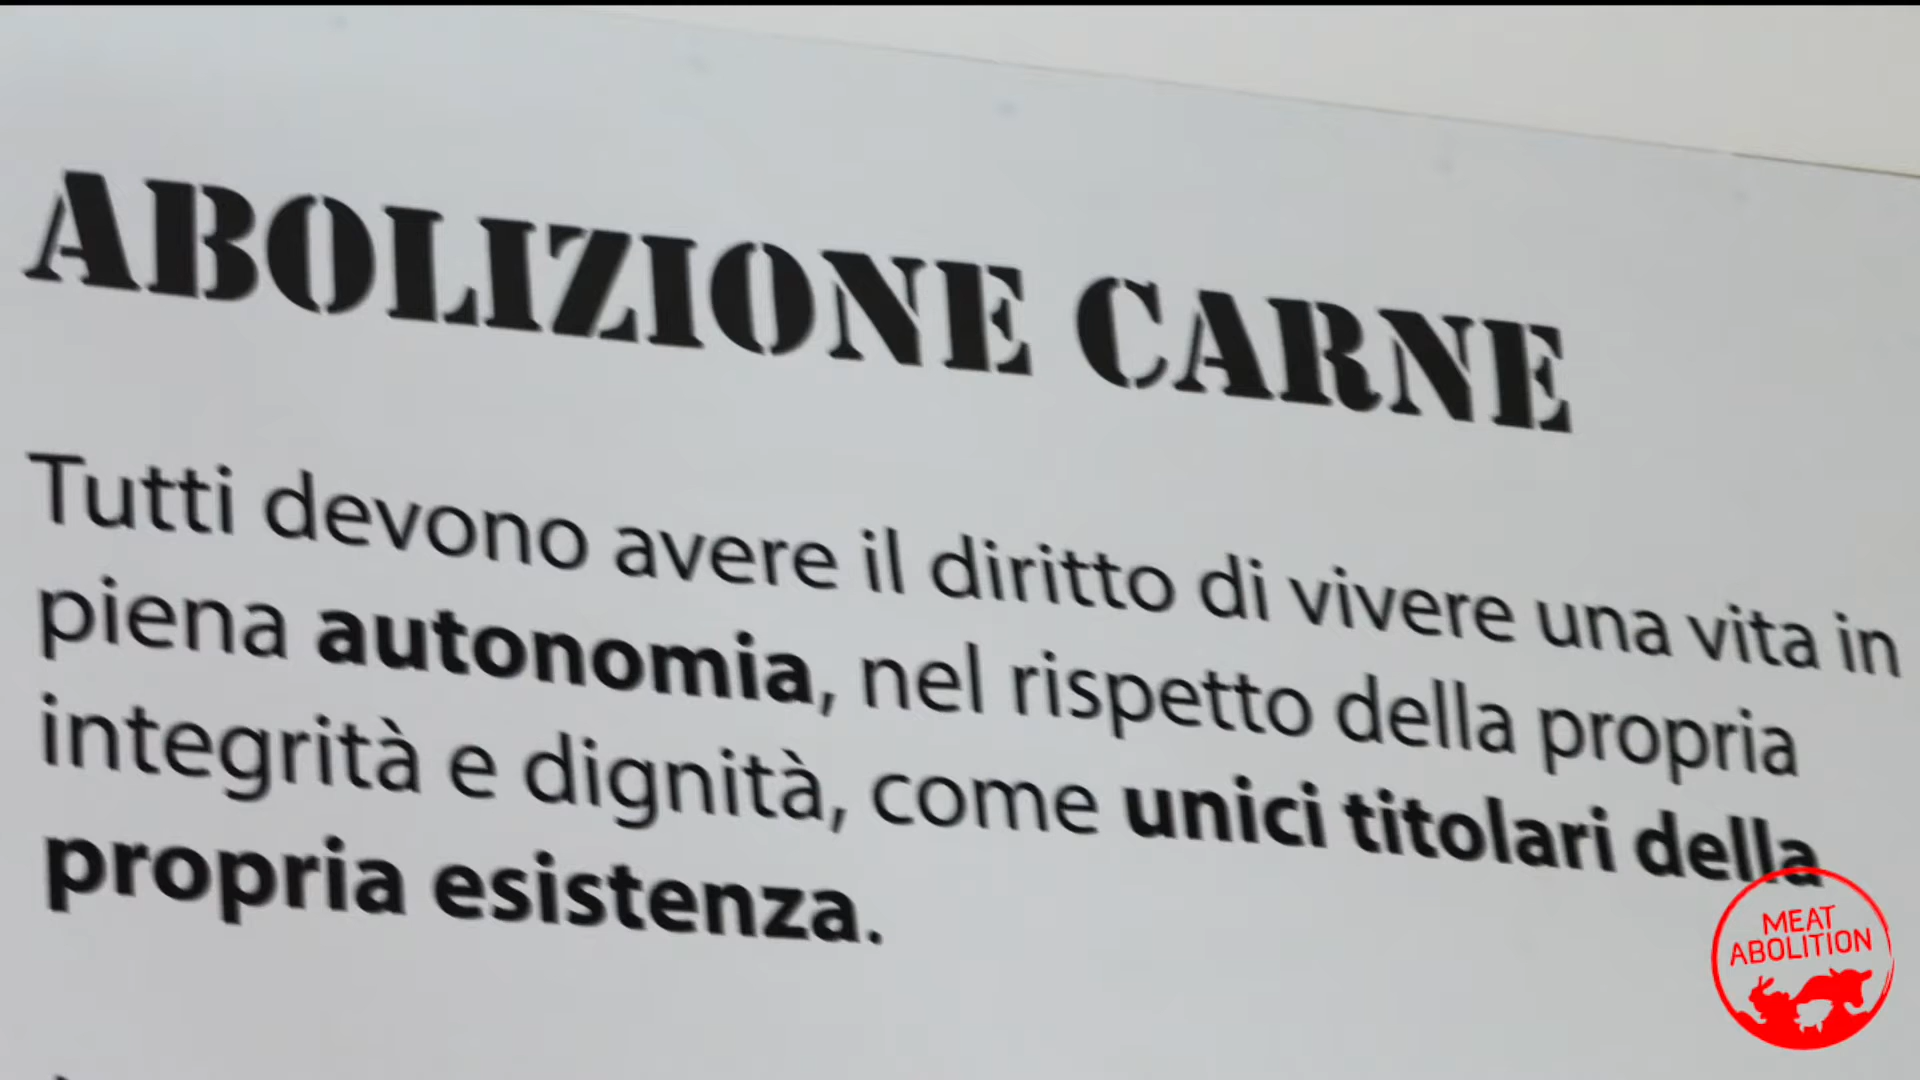 ABOLIZIONE CARNE
Tutti devono avere il diritto di vivere una vita in
piena autonomia, nel rispetto della propria
integrità e dignità, come unici titolari della
propria esistenza.
MEAT
ABOLITION